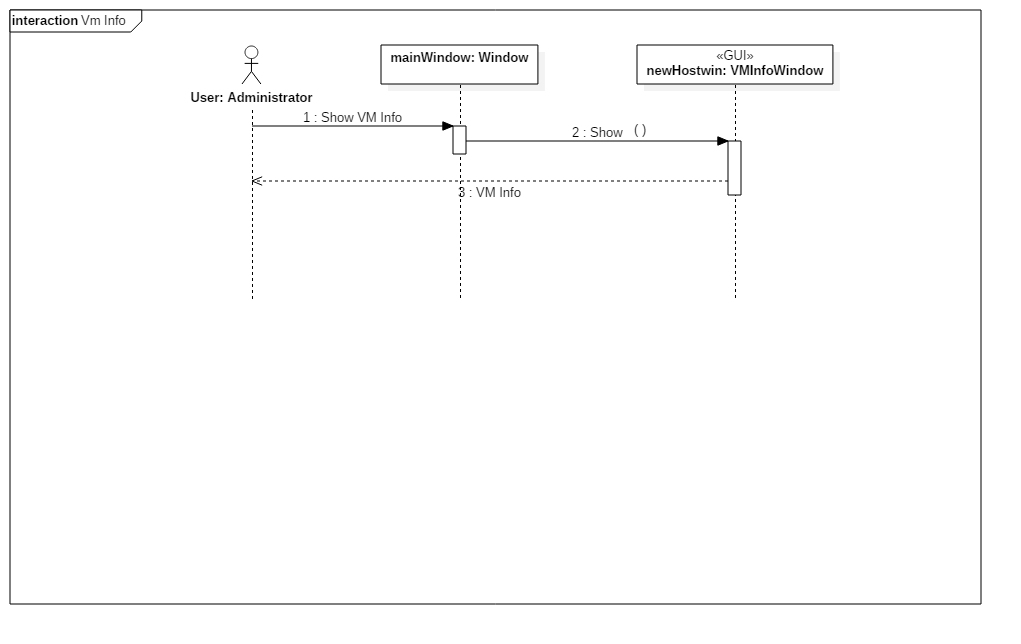 interaction Vm Info
mainWindow: Window
«GUI»
newHostwin: VMInfoWindow
User: Administrator
1 : Show VM Info
2 : Show ()
3 : VM Info